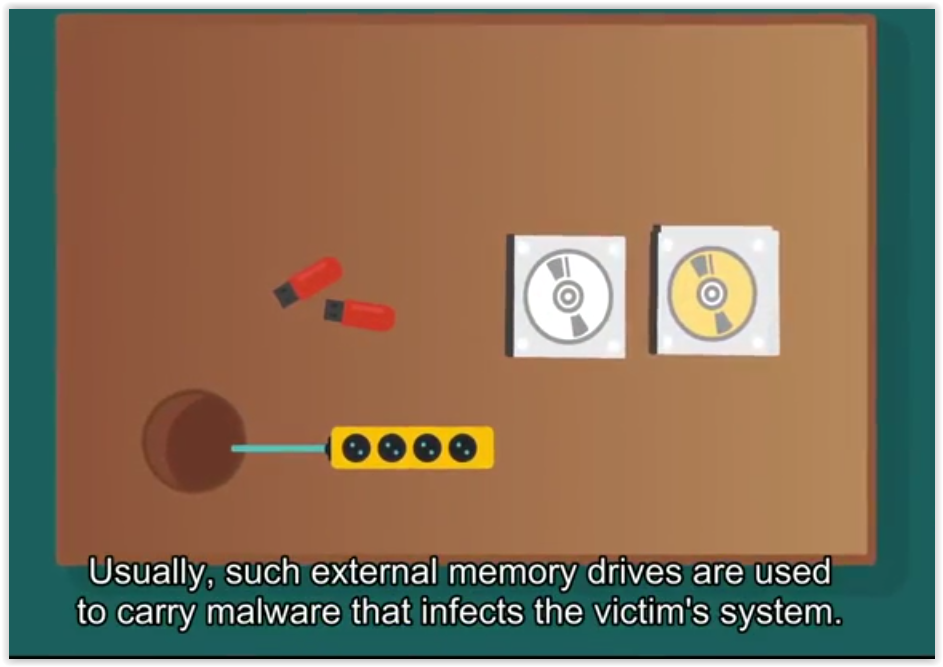 Usually, such external memory drives are used
to carry malware that infects the victim's system.